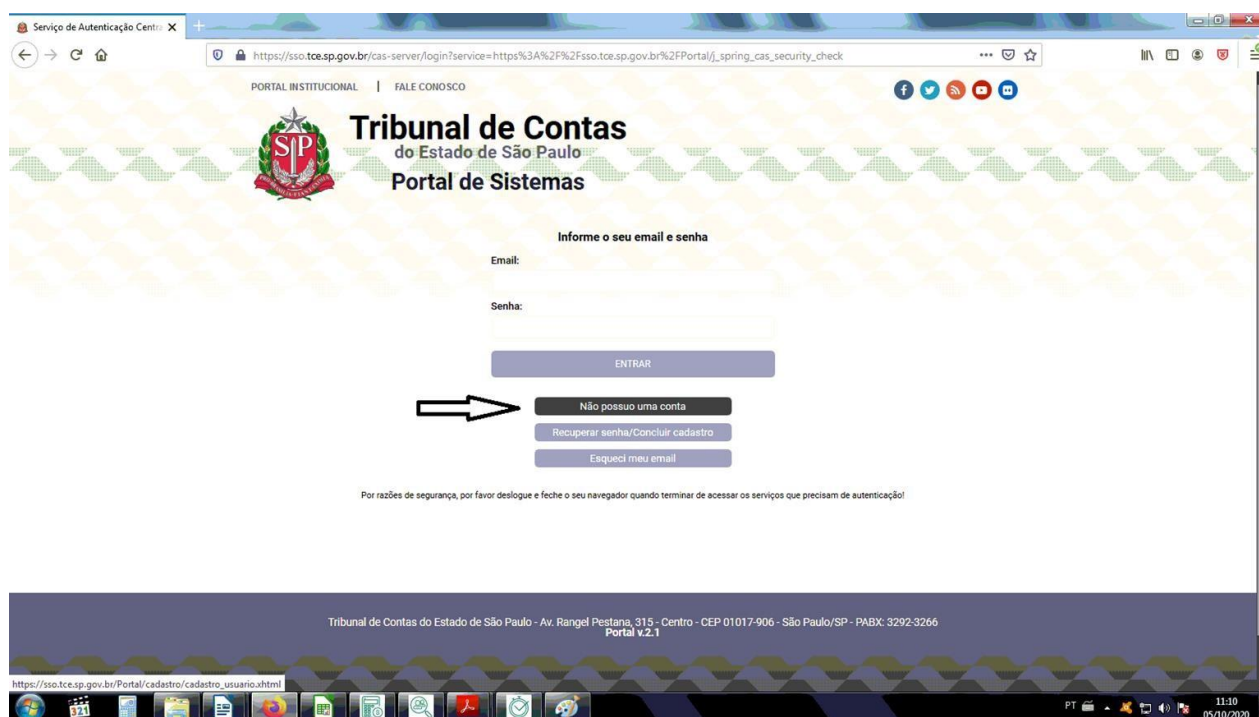 Serviço de Autenticação Centra
https://sso.tce.sp.gov.br/cas-server/login?service=https%3A%2F%2Fsso.tce.sp.gov.br%2FPortal/j_spring_cas_security_check
PORTAL INSTITUCIONAL | FALE CONOSCO
SP
Tribunal de Contas
do Estado de São Paulo
Portal de Sistemas
Informe o seu email e senha
Email:
Senha:
ENTRAR
Não possuo uma conta
Recuperar senha/Concluir cadastro
Esqueci meu email
Por razões de segurança, por favor deslogue e feche o seu navegador quando terminar de acessar os serviços que precisam de autenticação!
Tribunal de Contas do Estado de São Paulo - Av. Rangel Pestana, 315 - Centro - CEP 01017-906 - São Paulo/SP - PABX: 3292-3266
Portal v.2.1
https://sso.tce.sp.gov.br/Portal/cadastro/cadastro_usuario.xhtml
321
PT
11:10
05/10/2020